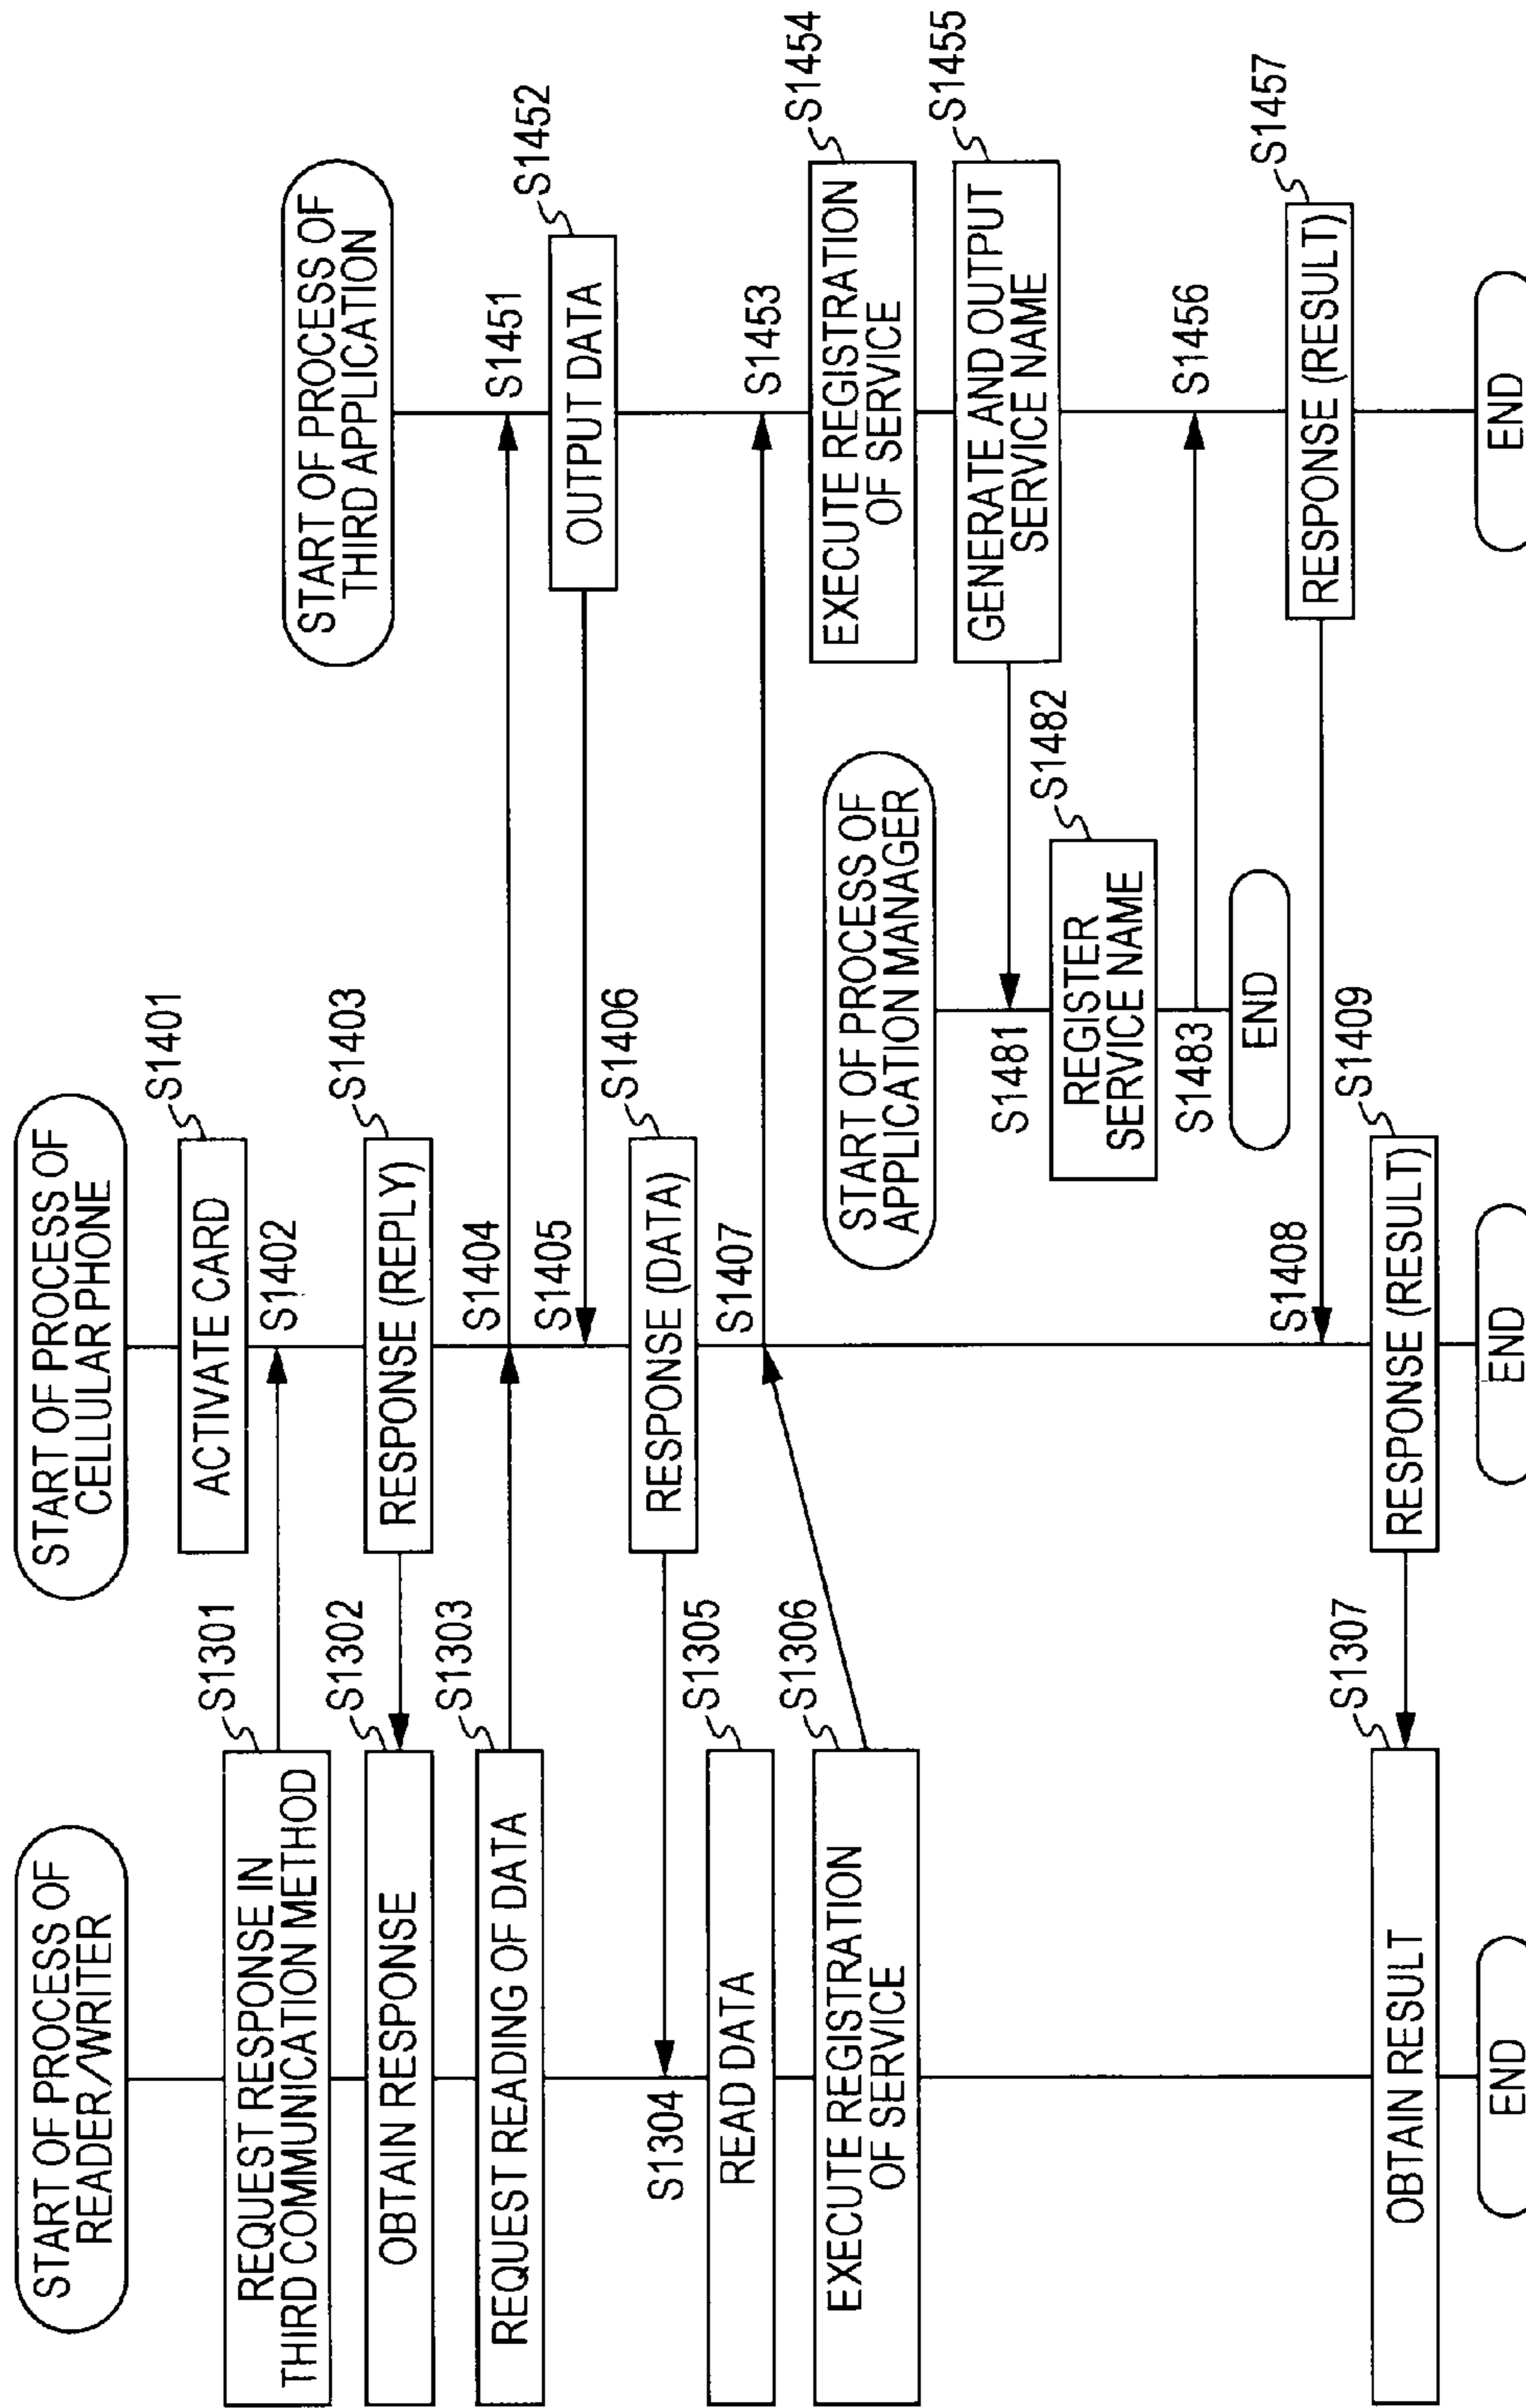 START OF PROCESS OF
READER/WRITER
REQUEST RESPONSE IN
THIRD COMMUNICATION METHOD
S1301
OBTAIN RESPONSE
S1302
REQUEST READING OF DATA
S1303
S1304
READ DATA
S1305
EXECUTE REGISTRATION
OF SERVICE
S1306
OBTAIN RESULT
S1307
END
START OF PROCESS OF
CELLULAR PHONE
ACTIVATE CARD
S1401
S1402
RESPONSE (REPLY)
S1403
S1404
S1405
RESPONSE (DATA)
S1406
S1407
S1408
RESPONSE (RESULT)
S1409
END
START OF PROCESS OF
APPLICATION MANAGER
S1481
REGISTER
SERVICE NAME
S1482
S1483
END
START OF PROCESS OF
THIRD APPLICATION
S1451
OUTPUT DATA
S1452
S1453
EXECUTE REGISTRATION
OF SERVICE
S1454
GENERATE AND OUTPUT
SERVICE NAME
S1455
S1456
RESPONSE (RESULT)
S1457
END